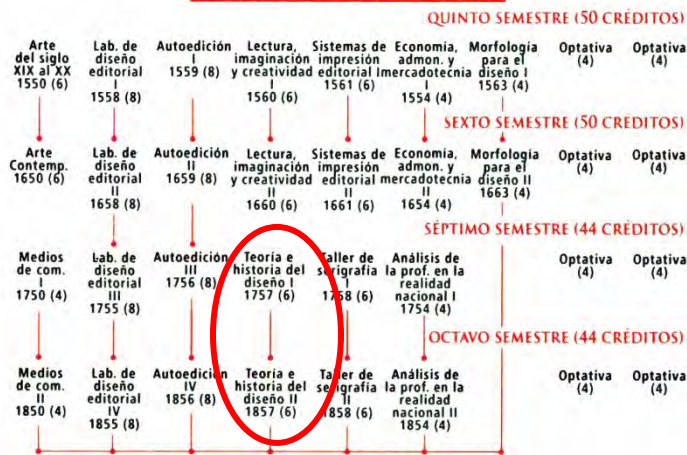 QUINTO SEMESTRE (50 CRÉDITOS)
Arte
del siglo
XIX al XX
1550 (6)
Lab. de
diseño
editorial
I
1558 (8)
Autoedición
I
1559 (8)
Lectura,
imaginación
y creatividad
I
1560 (6)
Sistemas de
impresión
editorial I
1561 (6)
Economía,
admon. y
mercadotecnia
I
1554 (4)
Morfología
para el
diseño I
1563 (4)
Optativa
(4)
Optativa
(4)
SEXTO SEMESTRE (50 CRÉDITOS)
Arte
Contemp.
1650 (6)
Lab. de
diseño
editorial
II
1658 (8)
Autoedición
II
1659 (8)
Lectura,
imaginación
y creatividad
II
1660 (6)
Sistemas de
impresión
editorial
II
1661 (6)
Economía,
admon. y
mercadotecnia
II
1654 (4)
Morfología
para el
diseño II
1663 (4)
Optativa
(4)
Optativa
(4)
SÉPTIMO SEMESTRE (44 CRÉDITOS)
Medios
de com.
I
1750 (4)
Lab. de
diseño
editorial
III
1755 (8)
Autoedición
III
1756 (8)
Teoría e
historia del
diseño I
1757 (6)
Taller de
serigrafía
I
1758 (6)
Análisis de
la prof. en la
realidad
nacional I
1754 (4)
Optativa
(4)
Optativa
(4)
OCTAVO SEMESTRE (44 CRÉDITOS)
Medios
de com.
II
1850 (4)
Lab. de
diseño
editorial
IV
1855 (8)
Autoedición
IV
1856 (8)
Teoría e
historia del
diseño II
1857 (6)
Taller de
serigrafía
II
1858 (6)
Análisis de
la prof. en la
realidad
nacional II
1854 (4)
Optativa
(4)
Optativa
(4)